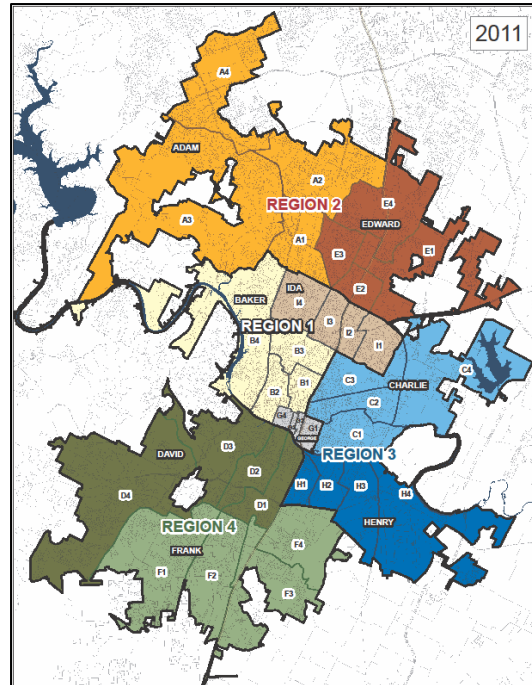 2011
A4
ADAM
A2
REGION 2
E4
A3
EDWARD
A1
E3
E1
E2
IDA
BAKER
I4
I3
REGION 1
I2
B4
I1
B3
C4
C3
CHARLIE
B1
B2
C2
G4
G1
C1
GEORGE
D3
DAVID
REGION 3
D2
H1
H2
H3
H4
D4
D1
HENRY
REGION 4
F4
FRANK
F1
F2
F3